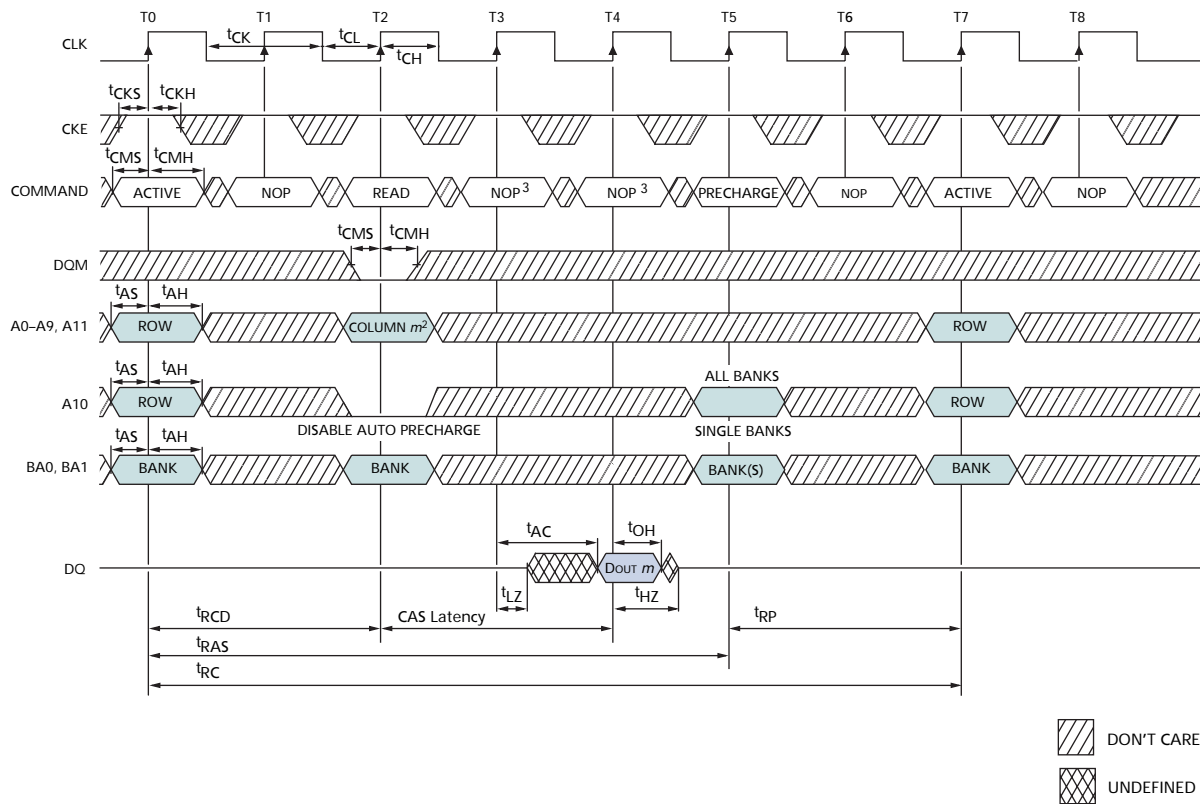 T0 T1 T2 T3 T4 T5 T6 T7 T8
CLK
tCK tCL
tCH
tCKS tCKH
CKE
tCMS tCMH
COMMAND ACTIVE NOP READ NOP3 NOP3 PRECHARGE NOP ACTIVE NOP
tCMS tCMH
DQM
tAS tAH
A0–A9, A11 ROW COLUMN m2 ROW
tAS tAH ALL BANKS
A10 ROW ROW
DISABLE AUTO PRECHARGE SINGLE BANKS
tAS tAH
BA0, BA1 BANK BANK BANK(S) BANK
tAC tOH
DQ DOUT m
tLZ tHZ
tRCD CAS Latency tRP
tRAS
tRC
DON'T CARE
UNDEFINED